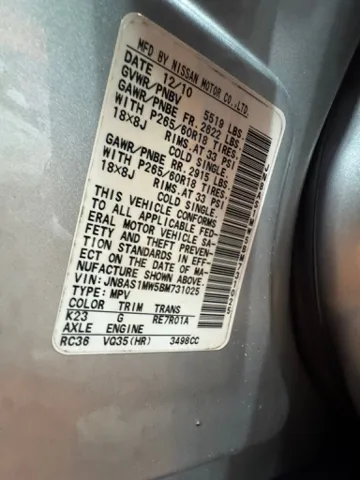 MFD BY NISSAN MOTOR CO.,LTD.
DATE 12/10
GVWR/PNBV 5519 LBS
GAWR/PNBE FR. 2822 LBS
WITH P265/60R18 TIRES,
18X8J RIMS, AT 33 PSI
COLD SINGLE.
GAWR/PNBE RR. 2915 LBS
WITH P265/60R18 TIRES
18X8J RIMS, AT 33 PSI
COLD SINGLE.
THIS VEHICLE CONFORMS
TO ALL APPLICABLE FED-
ERAL MOTOR VEHICLE SA-
FETY AND THEFT PREVEN-
TION STANDARDS IN EFF-
ECT ON THE DATE OF MA-
NUFACTURE SHOWN ABOVE.
VIN: JN8AS1MW5BM731025
TYPE: MPV
COLOR TRIM TRANS
K23 G RE7R01A
AXLE ENGINE
RC36 VQ35(HR) 3498CC